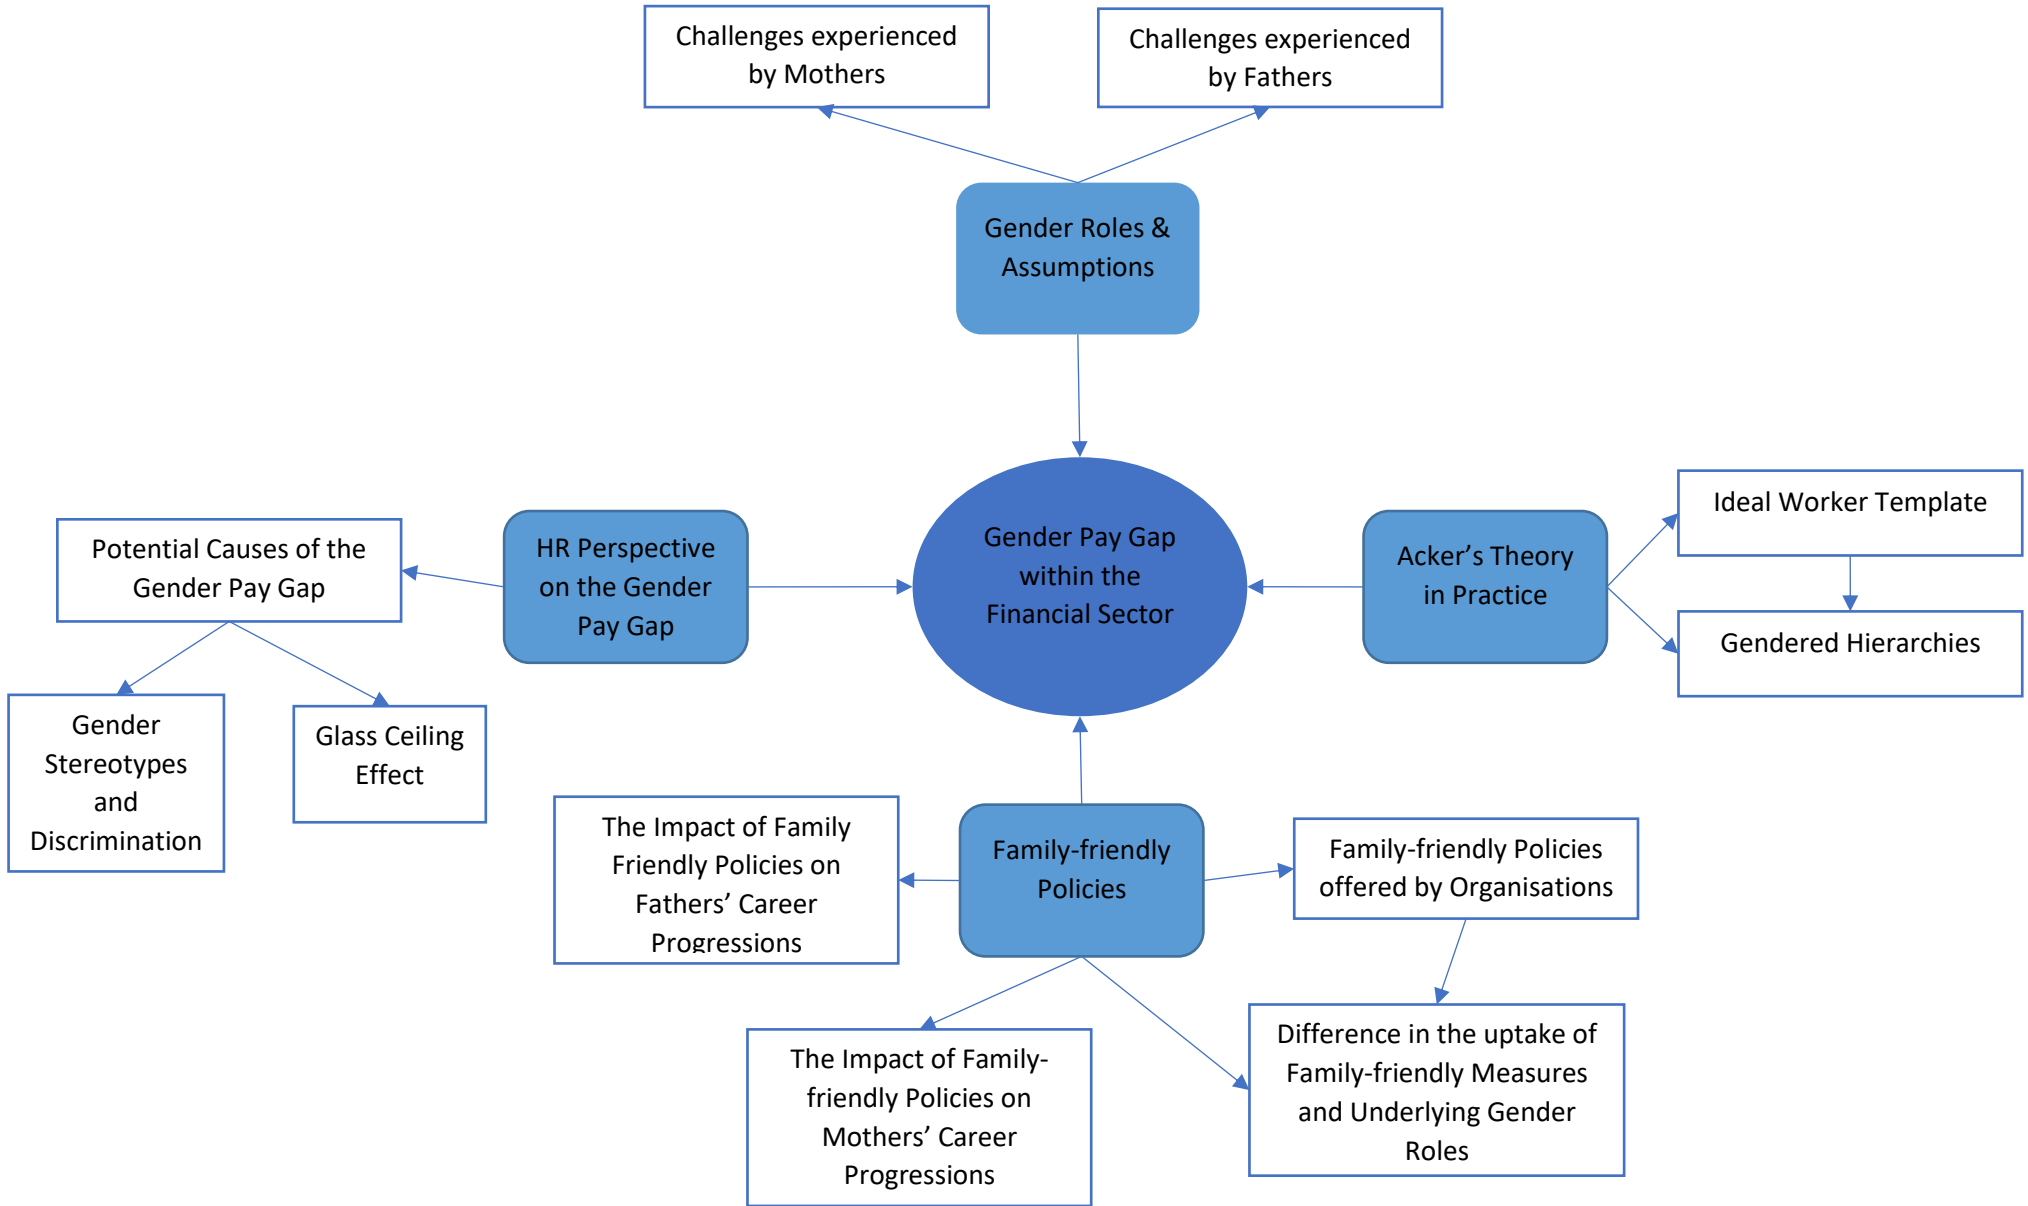 Challenges experienced
by Mothers
Challenges experienced
by Fathers
Gender Roles &
Assumptions
Ideal Worker Template
Gender Pay Gap
within the
Financial Sector
HR Perspective
on the Gender
Pay Gap
Potential Causes of the
Gender Pay Gap
Acker’s Theory
in Practice
Gendered Hierarchies
Gender
Stereotypes
and
Discrimination
Glass Ceiling
Effect
The Impact of Family
Friendly Policies on
Fathers’ Career
Progressions
Family-friendly
Policies
Family-friendly Policies
offered by Organisations
The Impact of Family-
friendly Policies on
Mothers’ Career
Progressions
Difference in the uptake of
Family-friendly Measures
and Underlying Gender
Roles